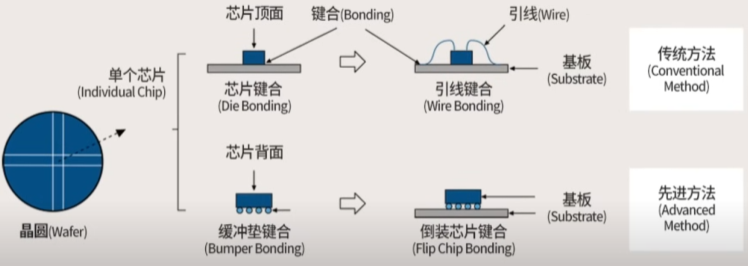 芯片顶面
键合(Bonding)
引线(Wire)
单个芯片
(Individual Chip)
芯片键合
(Die Bonding)
引线键合
(Wire Bonding)
基板
(Substrate)
传统方法
(Conventional
Method)
芯片背面
晶圆(Wafer)
缓冲垫键合
(Bumper Bonding)
倒装芯片键合
(Flip Chip Bonding)
基板
(Substrate)
先进方法
(Advanced
Method)